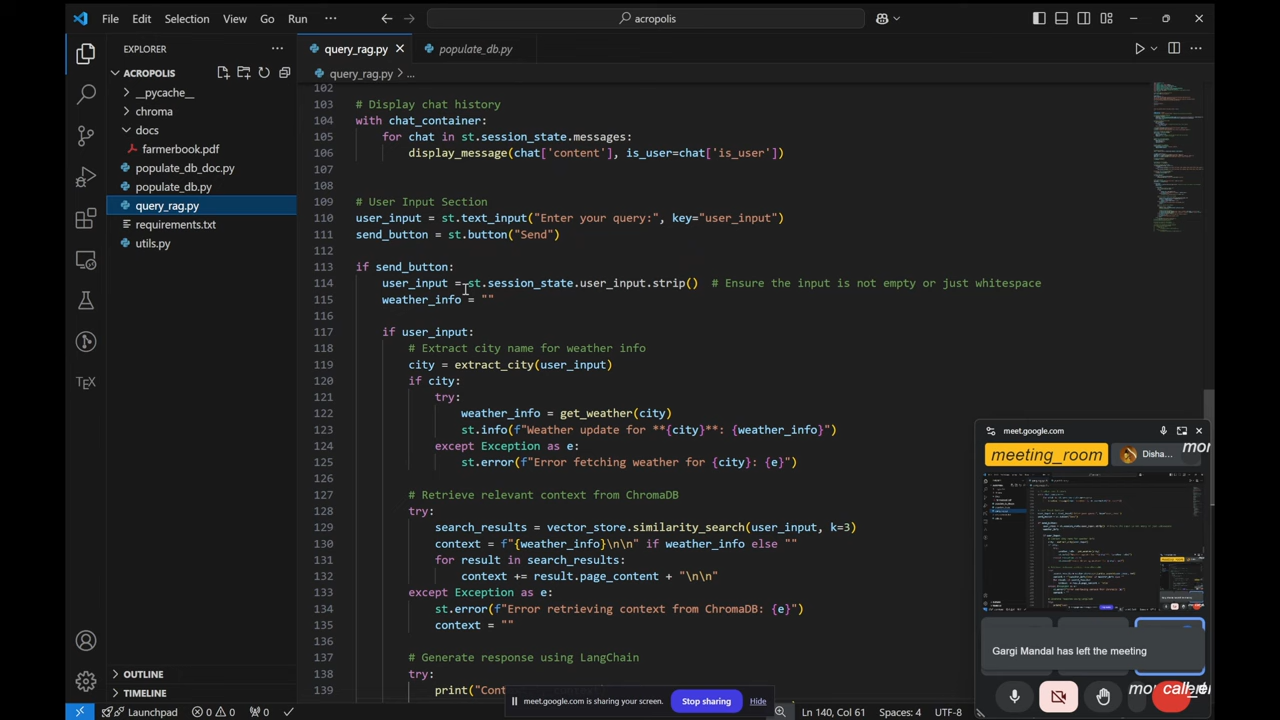 File Edit Selection View Go Run ···
acropolis
EXPLORER
query_rag.py
populate_db.py
ACROPOLIS
query_rag.py > ...
__pycache__
chroma
docs
farmerbook.pdf
populate_db_doc.py
populate_db.py
query_rag.py
requirements.txt
utils.py
102
103 # Display chat history
104 with chat_container:
105 for chat in st.session_state.messages:
106 display_message(chat['content'], is_user=chat['is_user'])
107
108
109 # User Input Section
110 user_input = st.text_input("Enter your query:", key="user_input")
111 send_button = st.button("Send")
112
113 if send_button:
114 user_input = st.session_state.user_input.strip() # Ensure the input is not empty or just whitespace
115 weather_info = ""
116
117 if user_input:
118 # Extract city name for weather info
119 city = extract_city(user_input)
120 if city:
121 try:
122 weather_info = get_weather(city)
123 st.info(f"Weather update for **{city}**: {weather_info}")
124 except Exception as e:
125 st.error(f"Error fetching weather for {city}: {e}")
126
127 # Retrieve relevant context from ChromaDB
128 try:
129 search_results = vector_store.similarity_search(user_input, k=3)
130 context = f"{weather_info}\n\n" if weather_info else ""
131 for result in search_results:
132 context += result.page_content + "\n\n"
133 except Exception as e:
134 st.error(f"Error retrieving context from ChromaDB: {e}")
135 context = ""
136
137 # Generate response using LangChain
138 try:
139 print("Cont
meet.google.com
meeting_room
Disha...
Gargi Mandal has left the meeting
TEX
OUTLINE
TIMELINE
meet.google.com is sharing your screen.
Stop sharing
Hide
Launchpad
0
0
0
Ln 140, Col 61
Spaces: 4
UTF-8